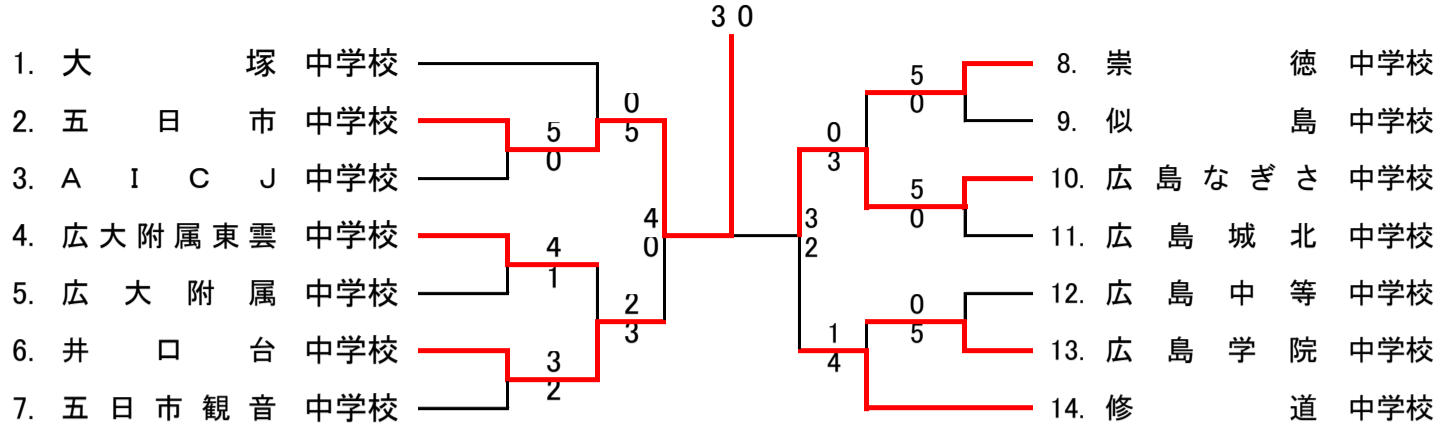 3 0
1. 大塚 中学校
2. 五日市 中学校
3. ＡＩＣＪ 中学校
4. 広大附属東雲 中学校
5. 広大附属 中学校
6. 井口台 中学校
7. 五日市観音 中学校
5
0
4
1
3
2
0
5
2
3
4
0
3
2
0
3
1
4
5
0
5
0
0
5
8. 崇徳 中学校
9. 似島 中学校
10. 広島なぎさ 中学校
11. 広島城北 中学校
12. 広島中等 中学校
13. 広島学院 中学校
14. 修道 中学校